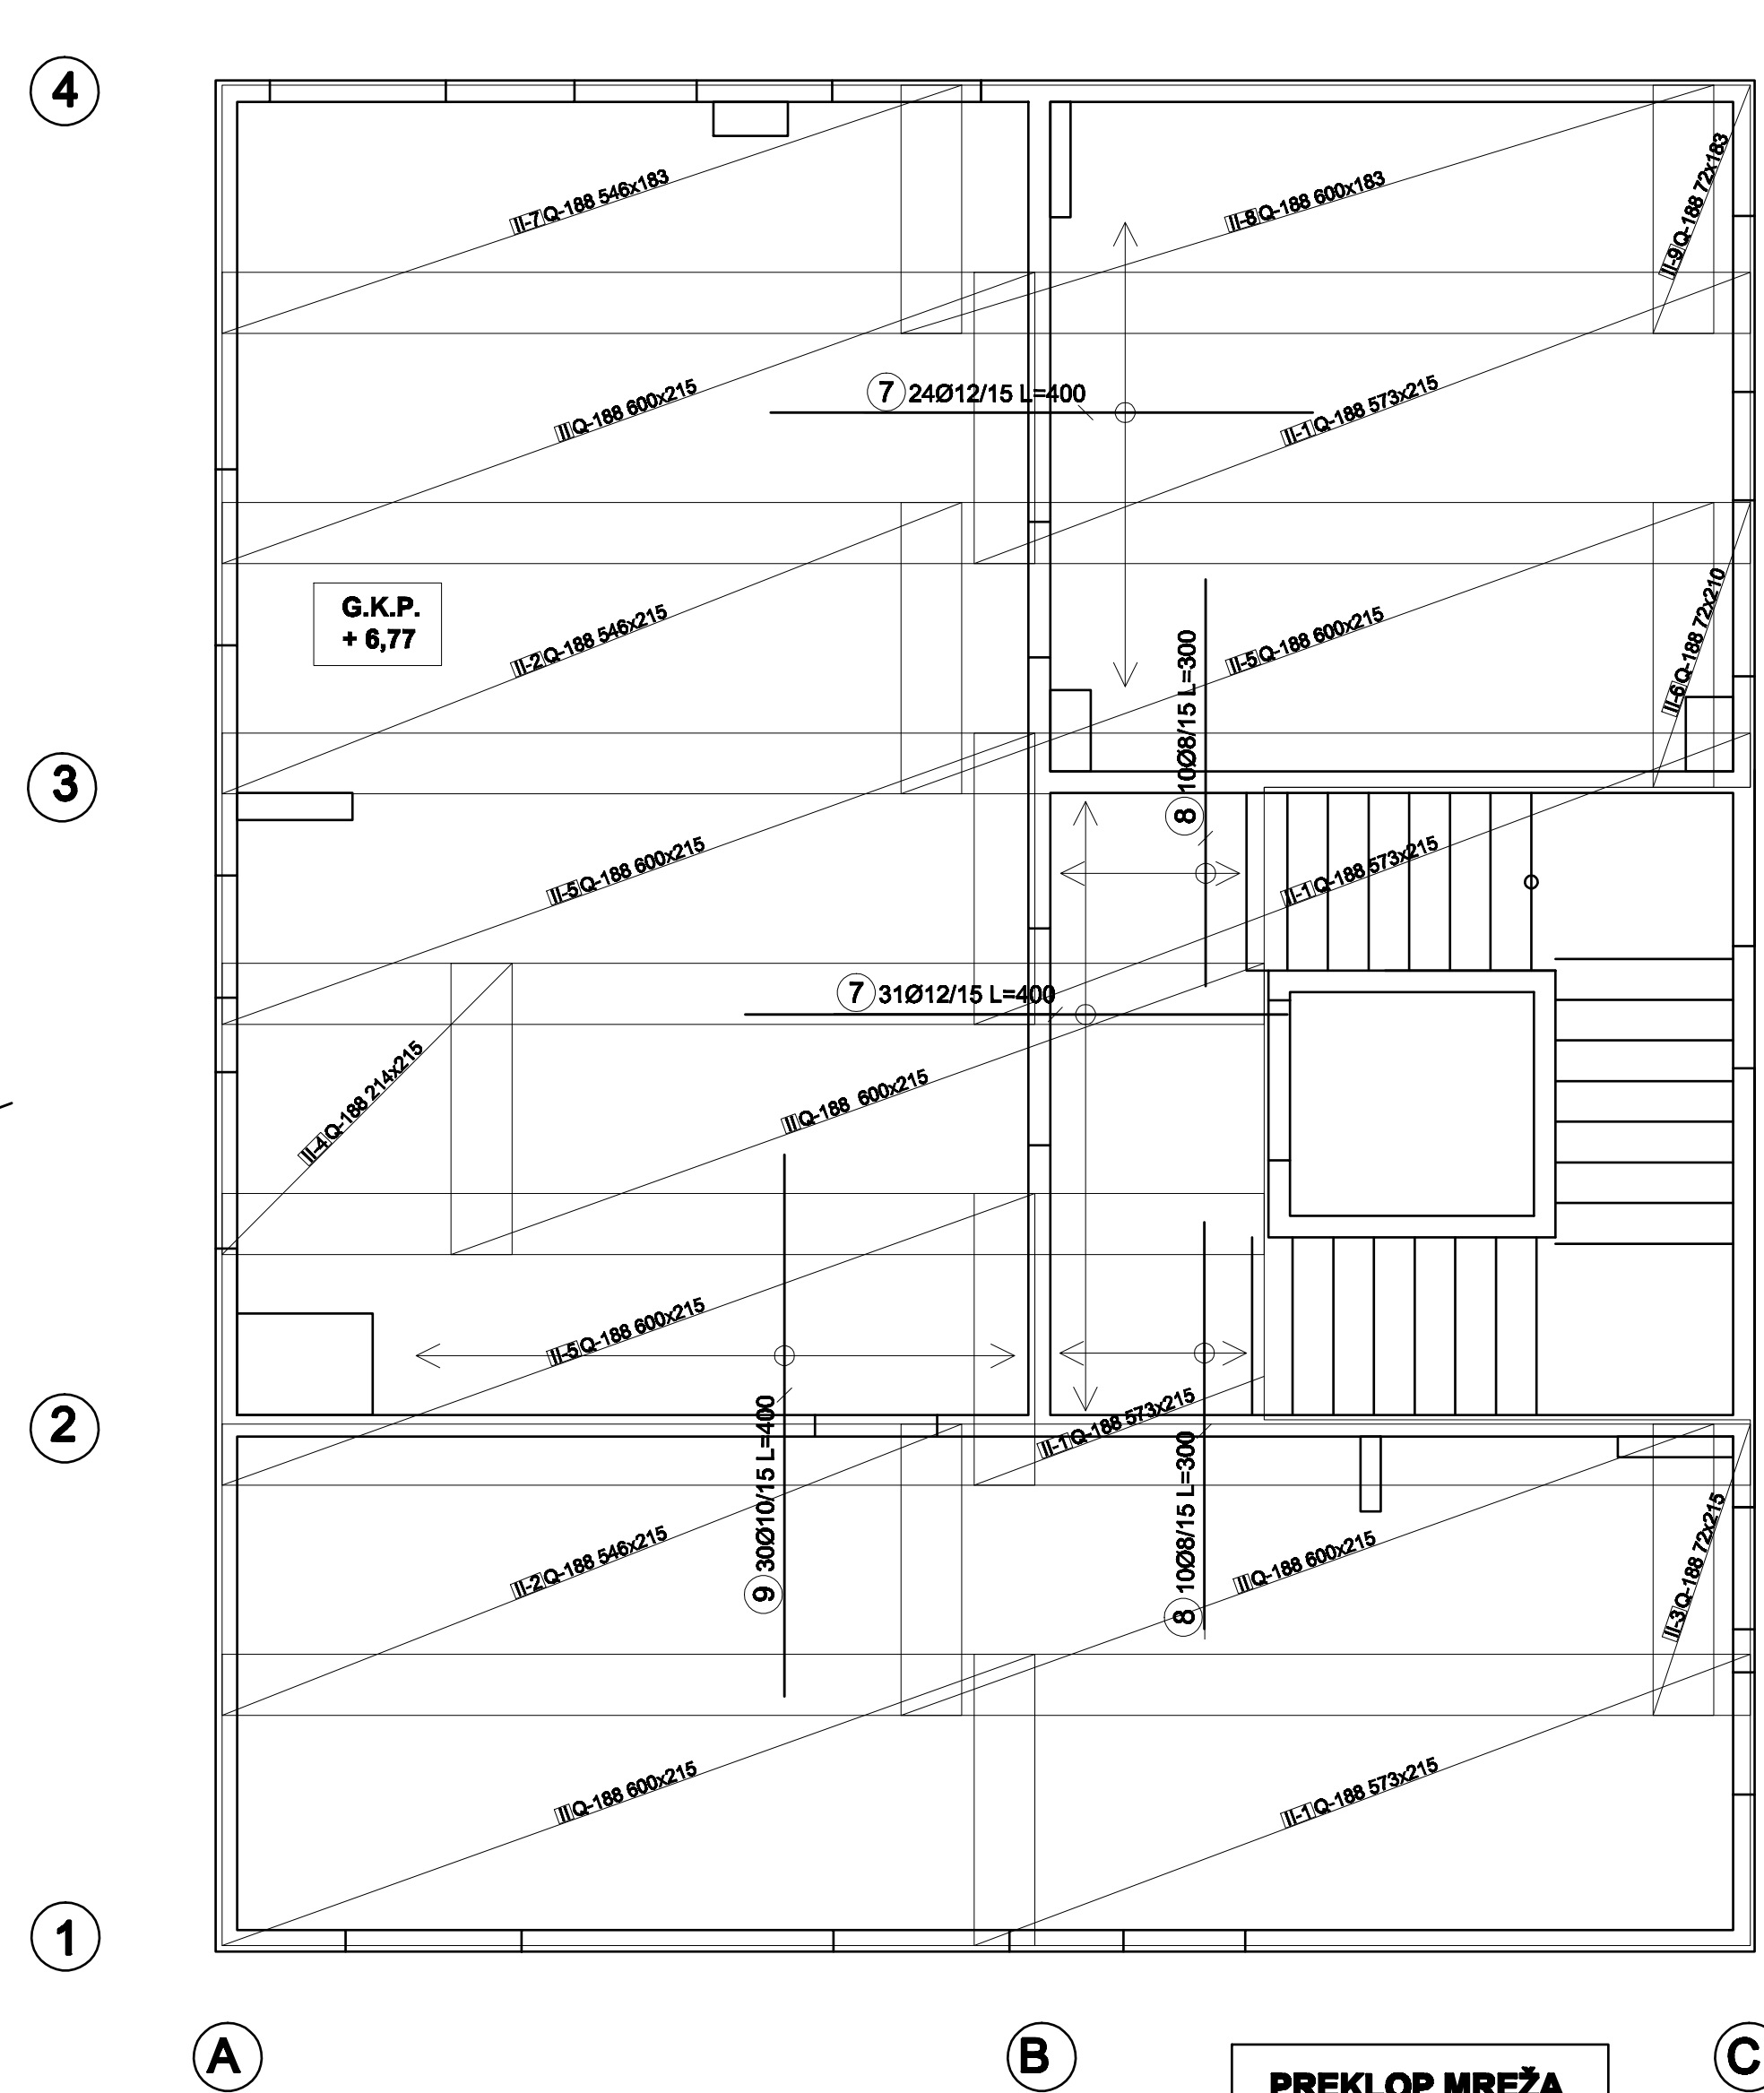 4
II-7 Q-188 546x183
II-8 Q-188 600x183
II-9 Q-188 72x183
7 24Ø12/15 L=400
II Q-188 600x215
II-1 Q-188 573x215
G.K.P.
+ 6,77
II-2 Q-188 546x215
8 10Ø8/15 L=300
II-5 Q-188 600x215
II-6 Q-188 72x210
3
II-5 Q-188 600x215
II-1 Q-188 573x215
7 31Ø12/15 L=400
II-4 Q-188 214x215
II Q-188 600x215
II-5 Q-188 600x215
II-1 Q-188 573x215
2
9 30Ø10/15 L=400
8 10Ø8/15 L=300
II-2 Q-188 546x215
II Q-188 600x215
II-3 Q-188 72x215
II Q-188 600x215
II-1 Q-188 573x215
1
A
B
C
PREKLOP MREŽA